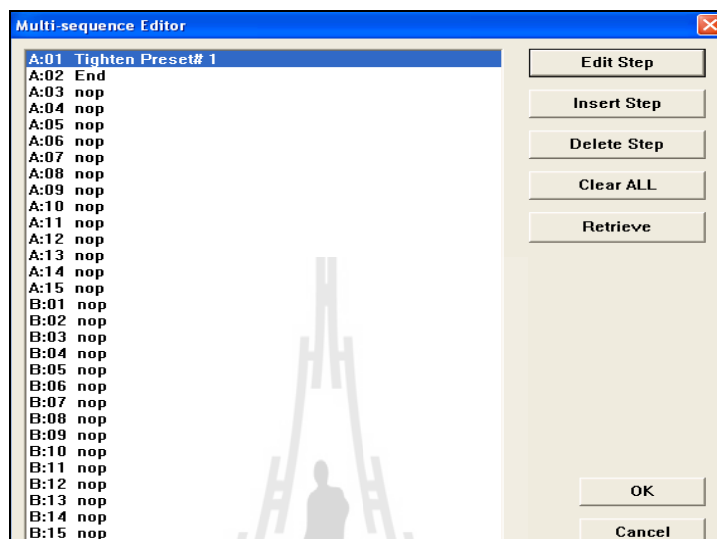 Multi-sequence Editor
A:01 Tighten Preset# 1
A:02 End
A:03 nop
A:04 nop
A:05 nop
A:06 nop
A:07 nop
A:08 nop
A:09 nop
A:10 nop
A:11 nop
A:12 nop
A:13 nop
A:14 nop
A:15 nop
B:01 nop
B:02 nop
B:03 nop
B:04 nop
B:05 nop
B:06 nop
B:07 nop
B:08 nop
B:09 nop
B:10 nop
B:11 nop
B:12 nop
B:13 nop
B:14 nop
B:15 nop
Edit Step
Insert Step
Delete Step
Clear ALL
Retrieve
OK
Cancel